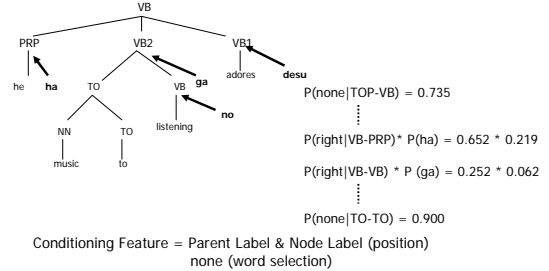 VB
PRP VB2 VB1
he ha TO ga VB adores desu
no
NN TO listening
music to
P(none|TOP-VB) = 0.735
P(right|VB-PRP)* P(ha) = 0.652 * 0.219
P(right|VB-VB) * P (ga) = 0.252 * 0.062
P(none|TO-TO) = 0.900
Conditioning Feature = Parent Label & Node Label (position)
none (word selection)